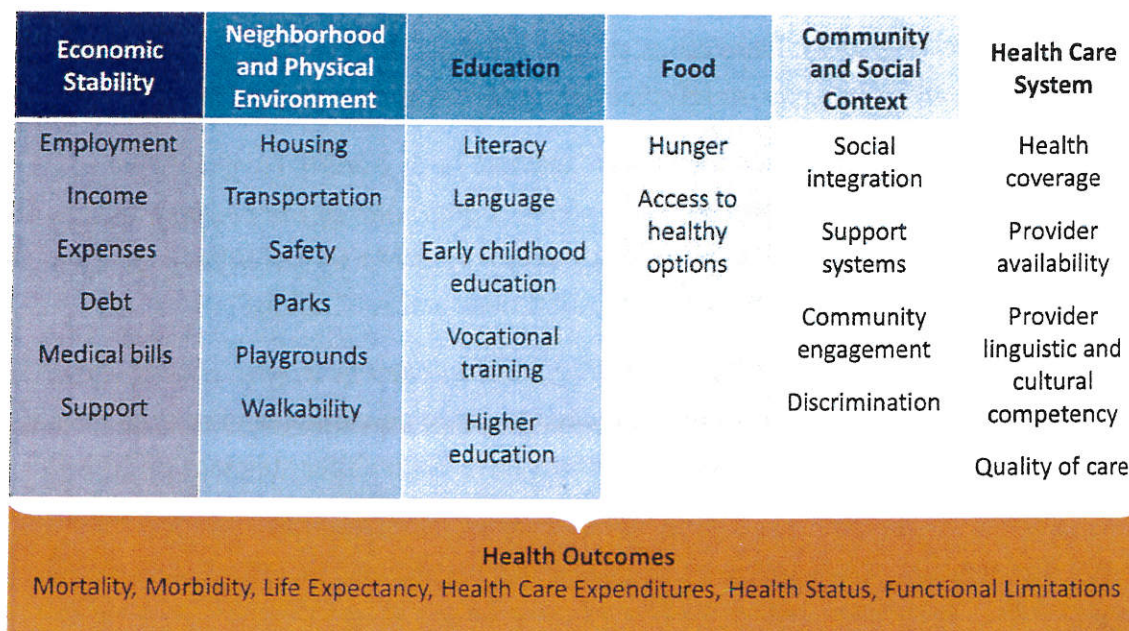 Economic
Stability
Neighborhood
and Physical
Environment
Education
Food
Community
and Social
Context
Health Care
System
Employment
Income
Expenses
Debt
Medical bills
Support
Housing
Transportation
Safety
Parks
Playgrounds
Walkability
Literacy
Language
Early childhood
education
Vocational
training
Higher
education
Hunger
Access to
healthy
options
Social
integration
Support
systems
Community
engagement
Discrimination
Health
coverage
Provider
availability
Provider
linguistic and
cultural
competency
Quality of care
Health Outcomes
Mortality, Morbidity, Life Expectancy, Health Care Expenditures, Health Status, Functional Limitations